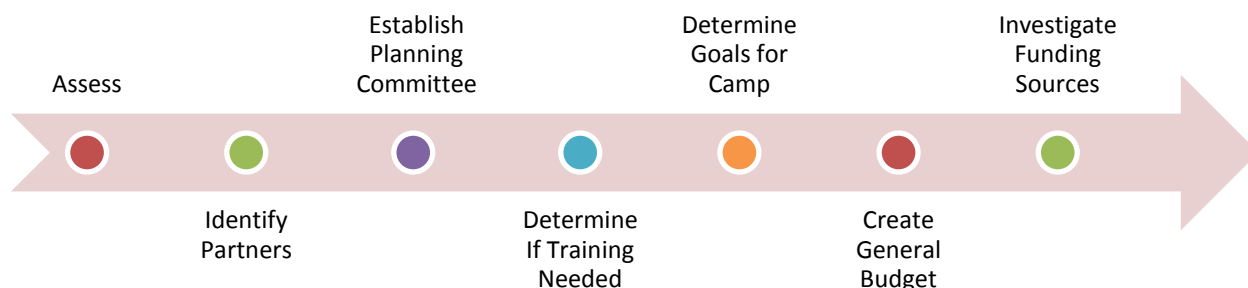 Assess
Identify
Partners
Establish
Planning
Committee
Determine
If Training
Needed
Determine
Goals for
Camp
Create
General
Budget
Investigate
Funding
Sources